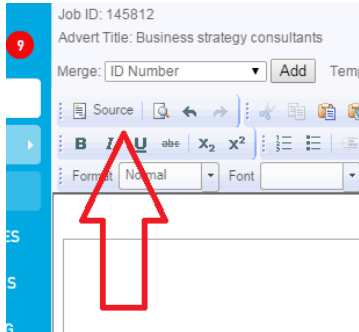 Job ID: 145812
9
Advert Title: Business strategy consultants
Merge: ID Number Add Temp
Source
B I U abc X₂ X²
Format Normal Font
ES
S
G